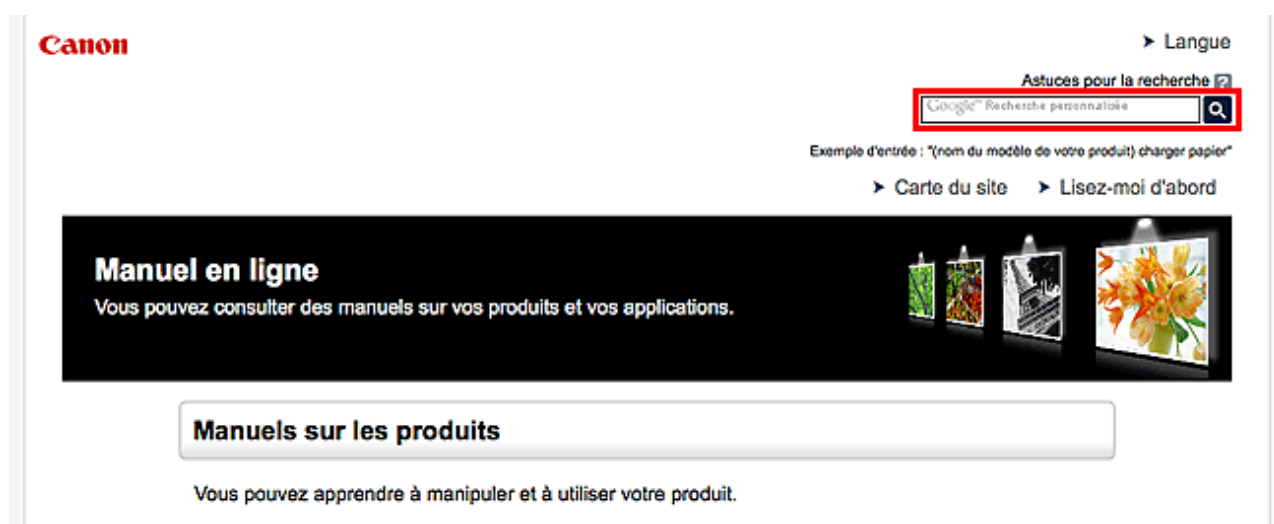 Canon
Langue
Astuces pour la recherche ?
Google™ Recherche personnalisée
Exemple d'entrée : "(nom du modèle de votre produit) charger papier"
Carte du site Lisez-moi d'abord
Manuel en ligne
Vous pouvez consulter des manuels sur vos produits et vos applications.
Manuels sur les produits
Vous pouvez apprendre à manipuler et à utiliser votre produit.